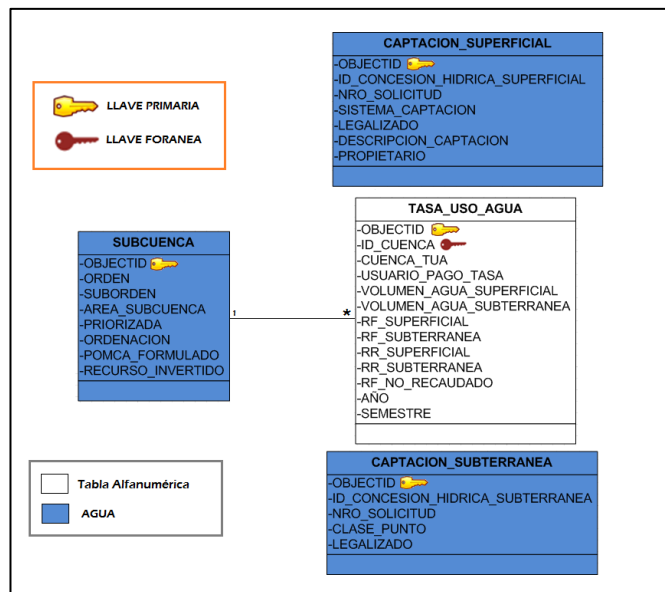 CAPTACION_SUPERFICIAL
-OBJECTID
-ID_CONCESION_HIDRICA_SUPERFICIAL
-NRO_SOLICITUD
-SISTEMA_CAPTACION
-LEGALIZADO
-DESCRIPCION_CAPTACION
-PROPIETARIO
LLAVE PRIMARIA
LLAVE FORANEA
TASA_USO_AGUA
-OBJECTID
-ID_CUENCA
-CUENCA_TUA
-USUARIO_PAGO_TASA
-VOLUMEN_AGUA_SUPERFICIAL
-VOLUMEN_AGUA_SUBTERRANEA
-RF_SUPERFICIAL
-RF_SUBTERRANEA
-RR_SUPERFICIAL
-RR_SUBTERRANEA
-RF_NO_RECAUDADO
-AÑO
-SEMESTRE
SUBCUENCA
-OBJECTID
-ORDEN
-SUBORDEN
-AREA_SUBCUENCA
-PRIORIZADA
-ORDENACION
-POMCA_FORMULADO
-RECURSO_INVERTIDO
1
*
CAPTACION_SUBTERRANEA
-OBJECTID
-ID_CONCESION_HIDRICA_SUBTERRANEA
-NRO_SOLICITUD
-CLASE_PUNTO
-LEGALIZADO
Tabla Alfanumérica
AGUA